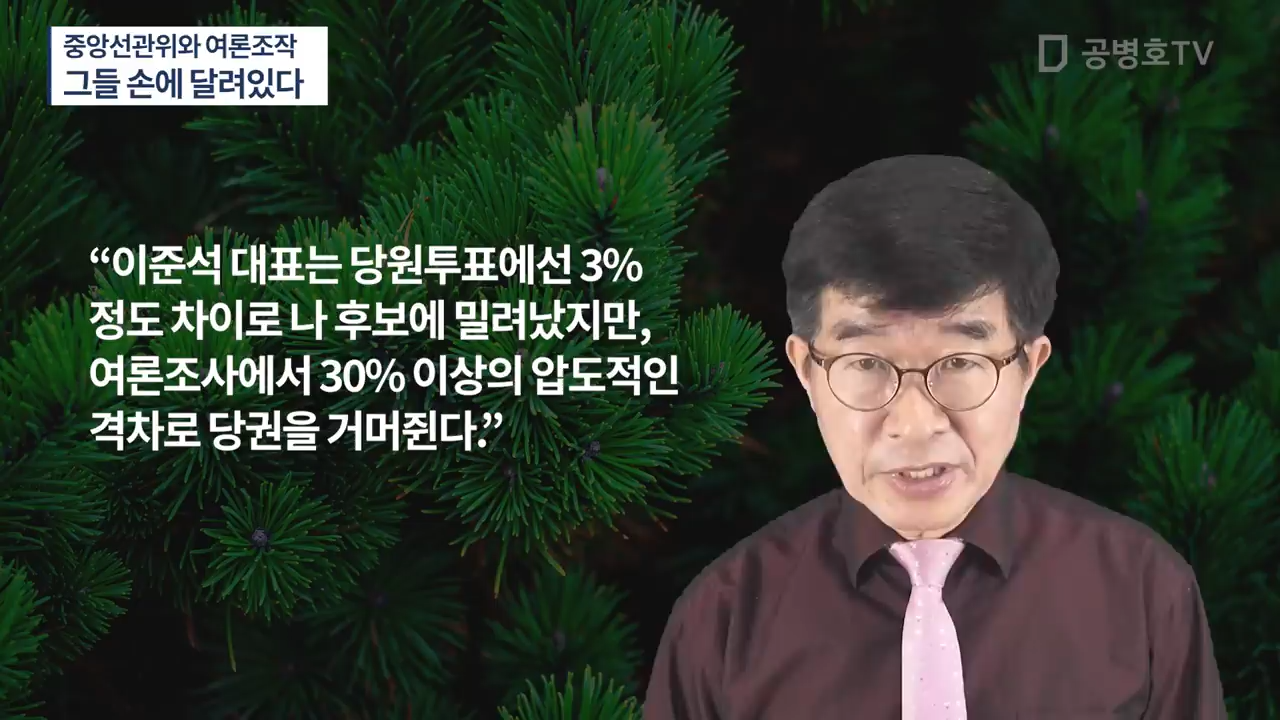 중앙선관위와 여론조작
그들 손에 달려있다
공병호TV
“이준석 대표는 당원투표에선 3%
정도 차이로 나 후보에 밀려났지만,
여론조사에서 30% 이상의 압도적인
격차로 당권을 거머쥔다.”